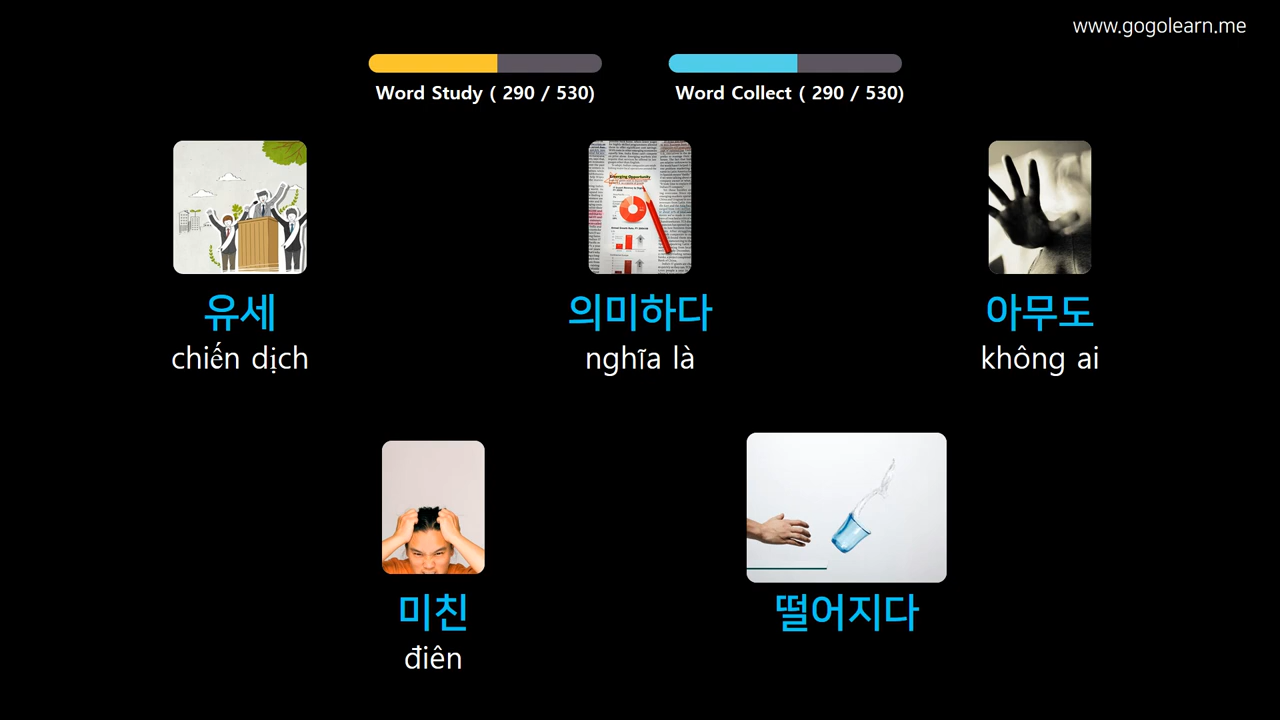 www.gogolearn.me
Word Study ( 290 / 530)
Word Collect ( 290 / 530)
유세
chiến dịch
의미하다
nghĩa là
아무도
không ai
미친
điên
떨어지다